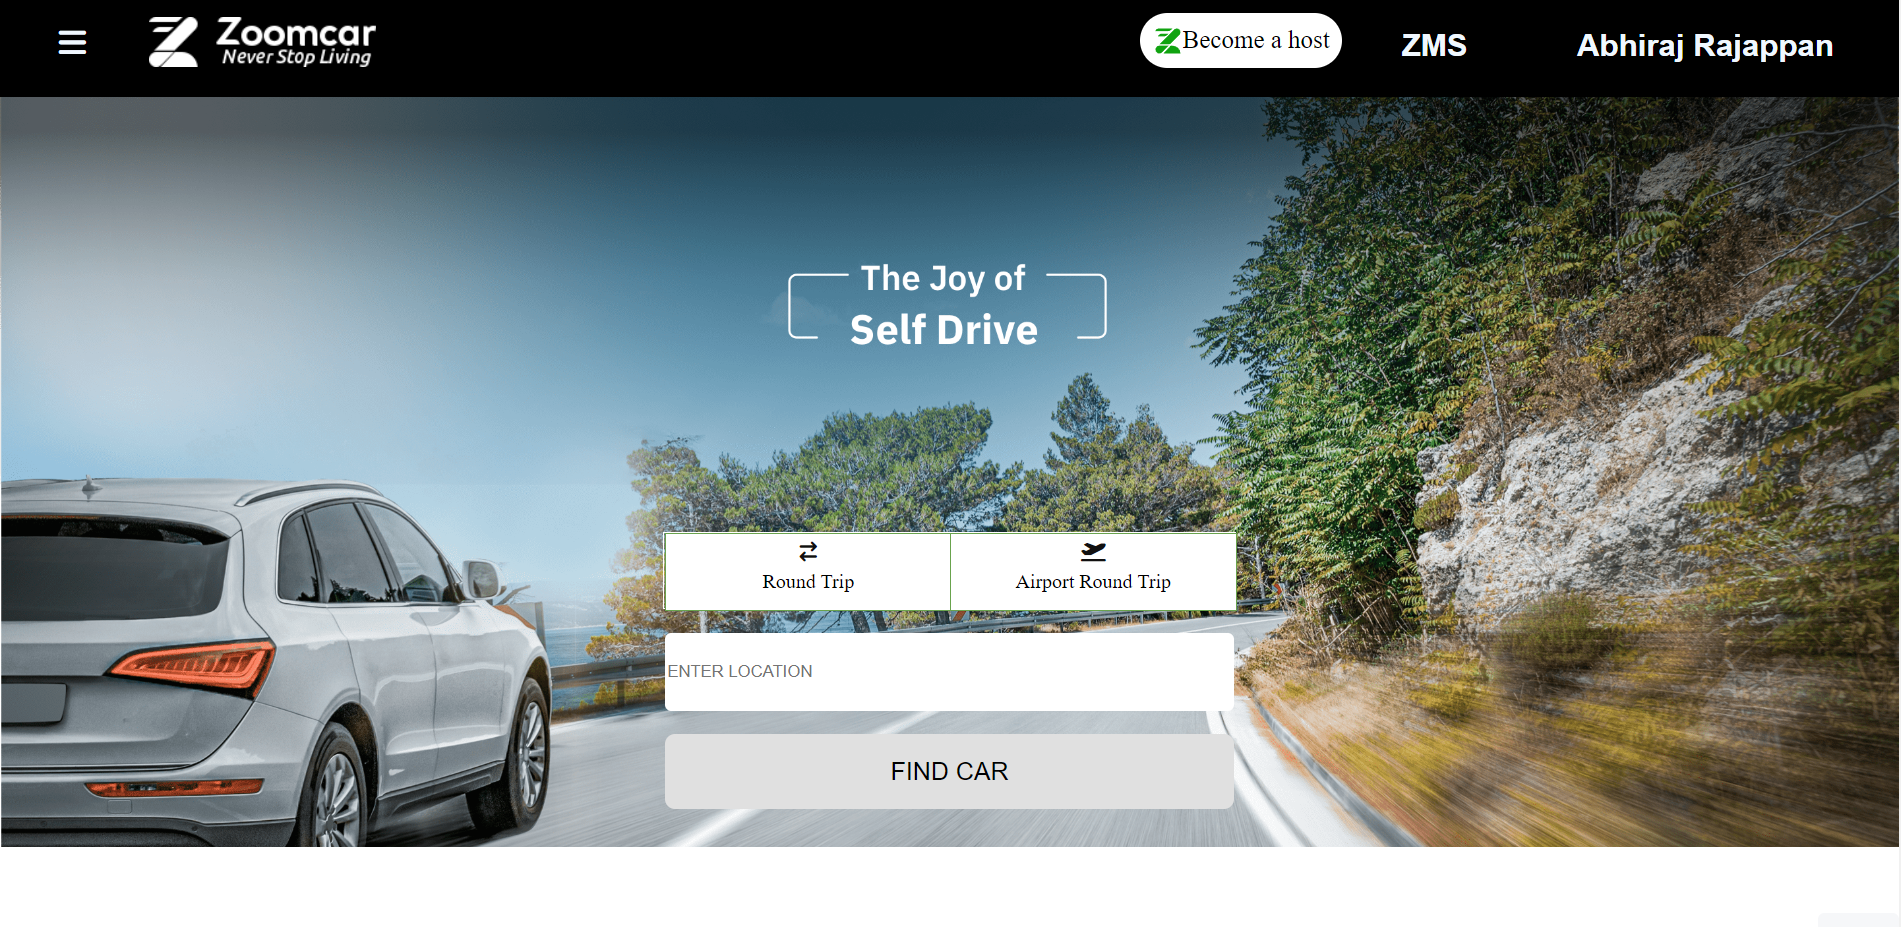 Zoomcar
Never Stop Living
Become a host
ZMS
Abhiraj Rajappan
The Joy of
Self Drive
Round Trip
Airport Round Trip
ENTER LOCATION
FIND CAR